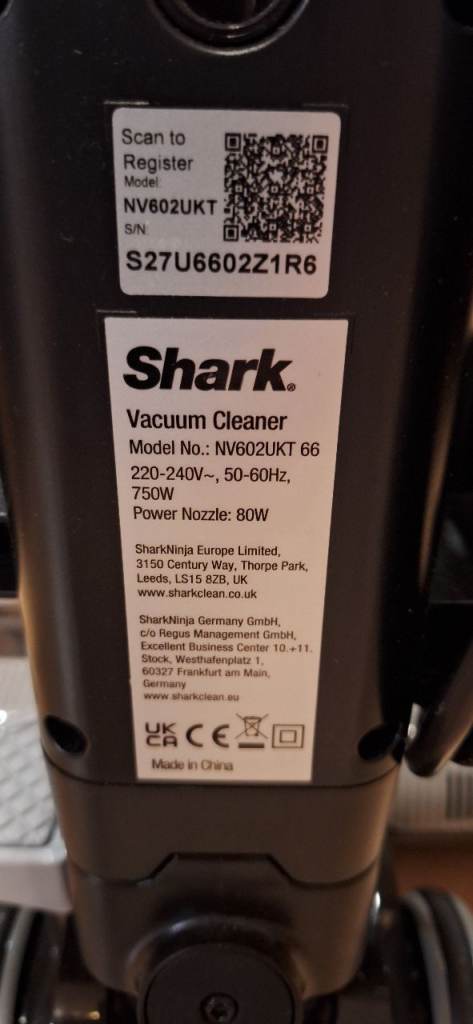 Scan to
Register
Model:
NV602UKT
S/N:
S27U6602Z1R6
Shark®
Vacuum Cleaner
Model No.: NV602UKT 66
220-240V~, 50-60Hz,
750W
Power Nozzle: 80W
SharkNinja Europe Limited,
3150 Century Way, Thorpe Park,
Leeds, LS15 8ZB, UK
www.sharkclean.co.uk
SharkNinja Germany GmbH,
c/o Regus Management GmbH,
Excellent Business Center 10.+11.
Stock, Westhafenplatz 1,
60327 Frankfurt am Main,
Germany
www.sharkclean.eu
UK
CA CE
Made in China